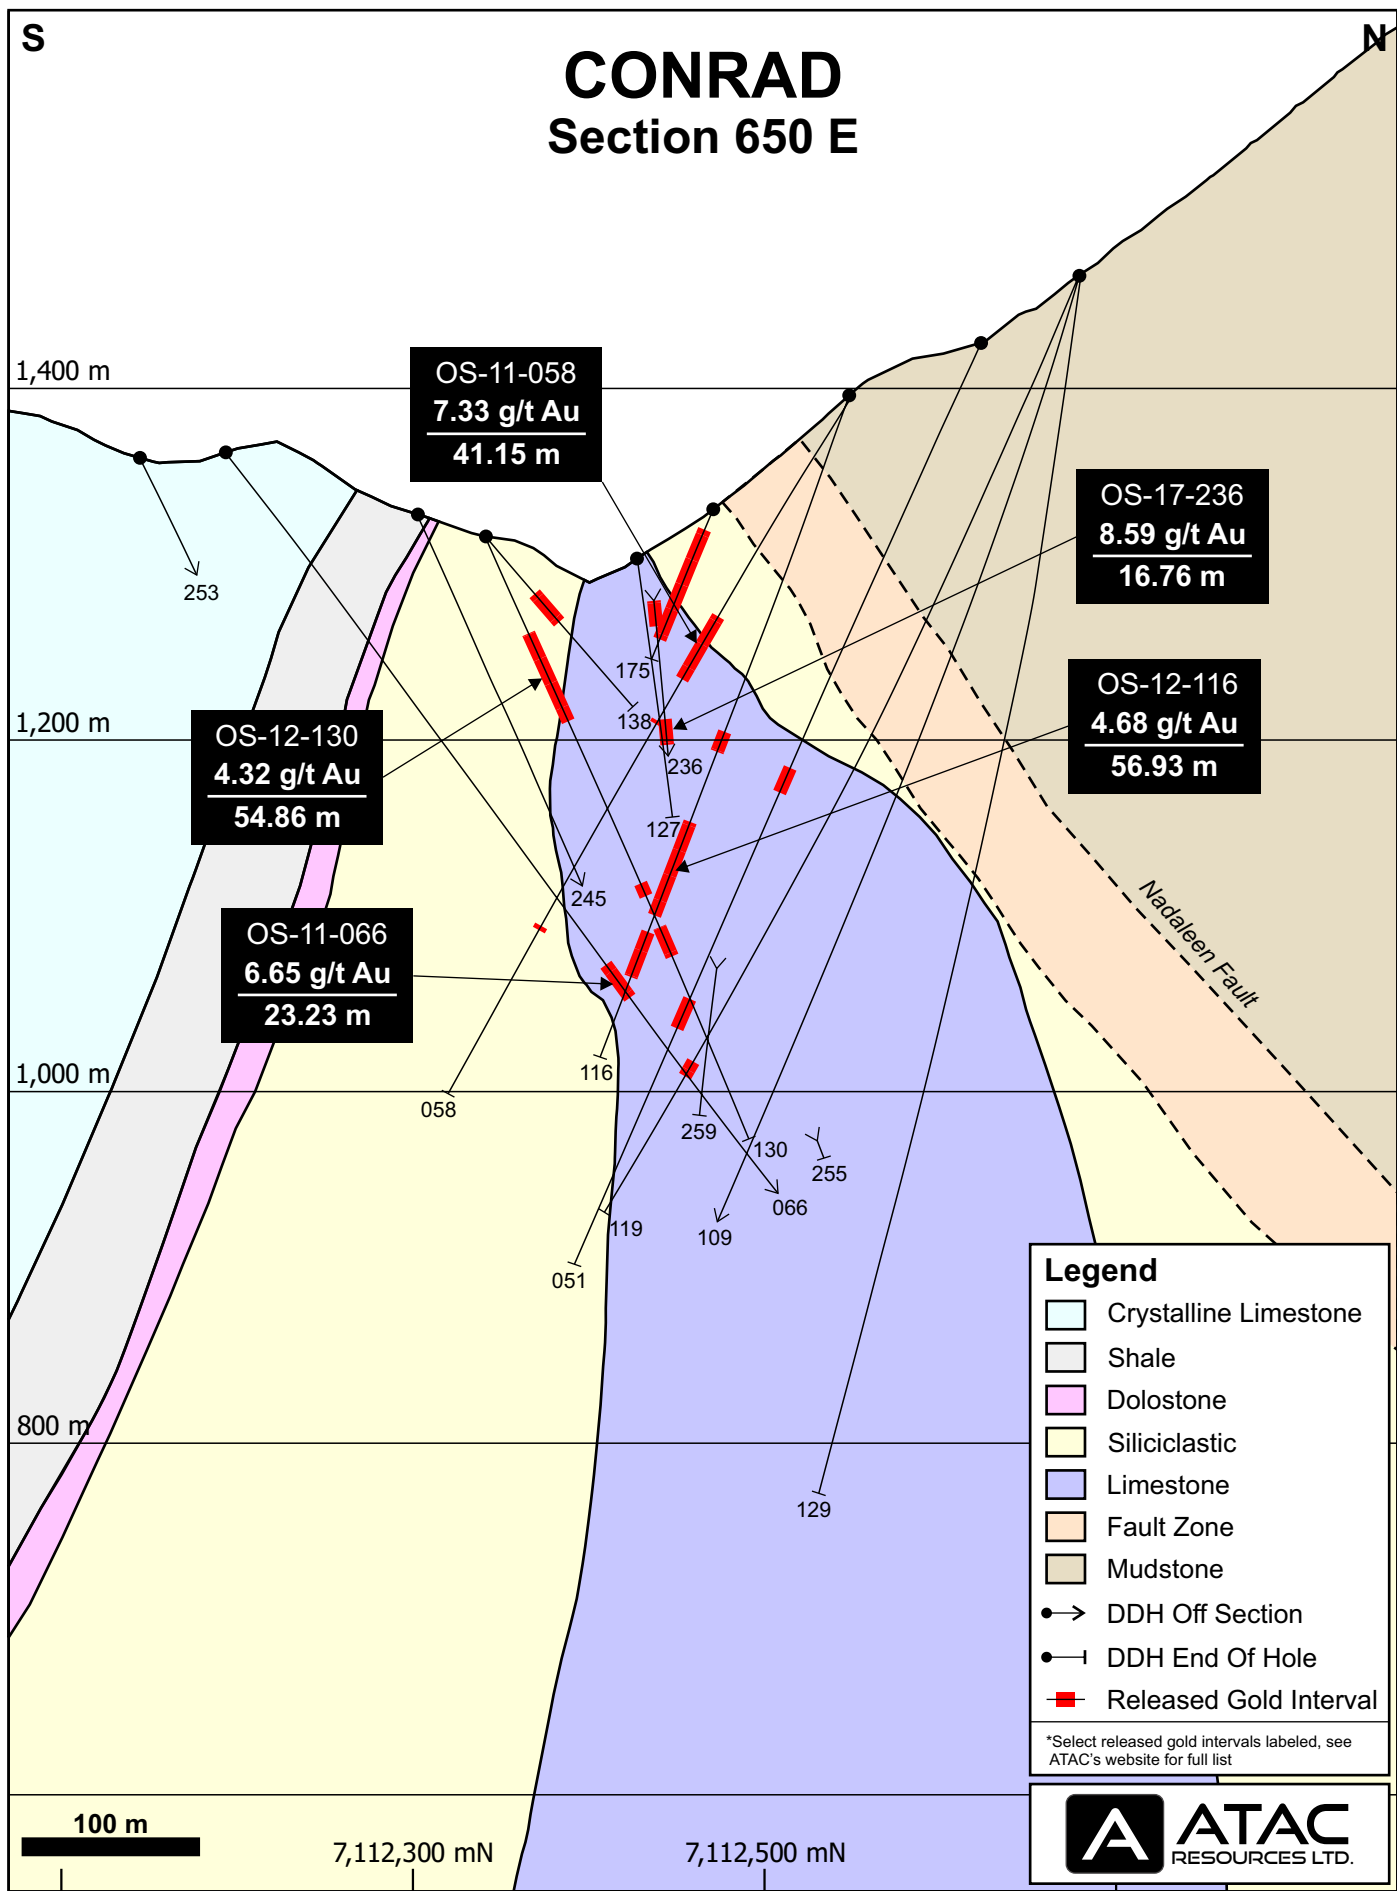 S
N
CONRAD
Section 650 E
1,400 m
OS-11-058
7.33 g/t Au
41.15 m
OS-17-236
8.59 g/t Au
16.76 m
253
175
OS-12-116
4.68 g/t Au
56.93 m
1,200 m
138
OS-12-130
4.32 g/t Au
54.86 m
236
127
245
Nadaleen Fault
OS-11-066
6.65 g/t Au
23.23 m
1,000 m
116
058
259
130
255
066
119
109
051
800 m
129
Legend
Crystalline Limestone
Shale
Dolostone
Siliciclastic
Limestone
Fault Zone
Mudstone
DDH Off Section
DDH End Of Hole
Released Gold Interval
*Select released gold intervals labeled, see
ATAC's website for full list
100 m
7,112,300 mN
7,112,500 mN
A
ATAC
RESOURCES LTD.